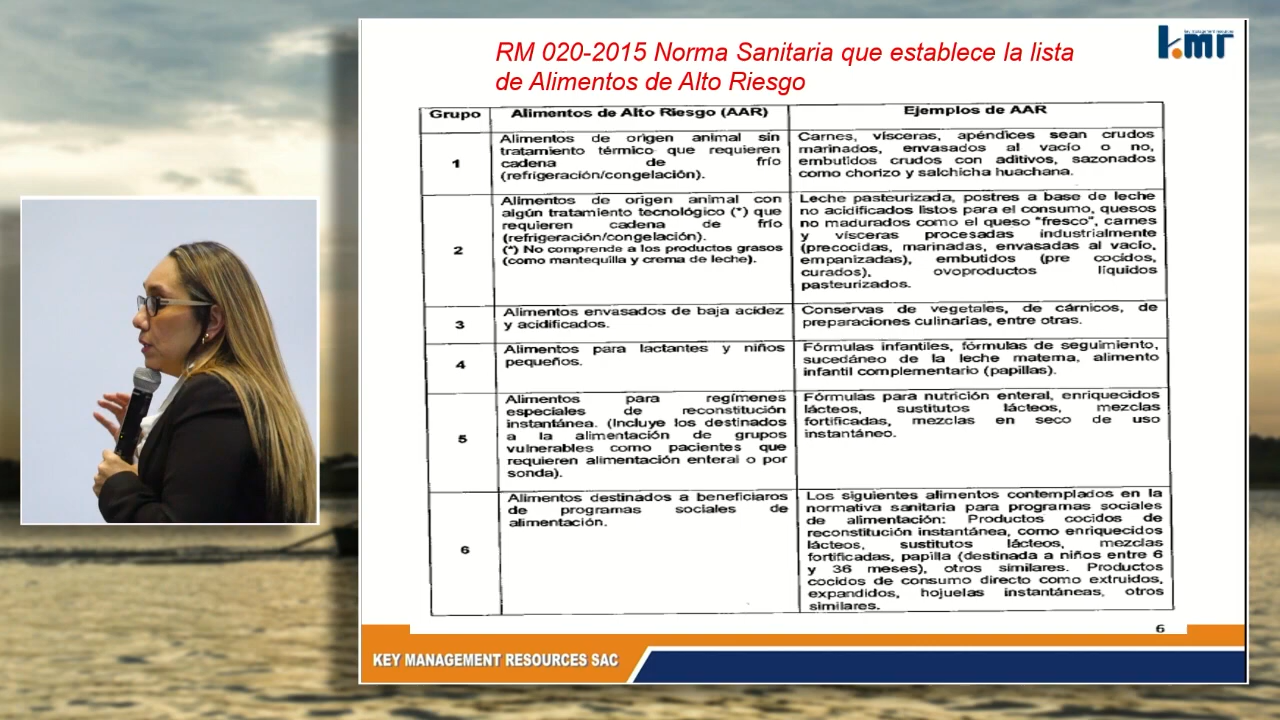 RM 020-2015 Norma Sanitaria que establece la lista
de Alimentos de Alto Riesgo
kmr
Grupo
Alimentos de Alto Riesgo (AAR)
Ejemplos de AAR
1
Alimentos de origen animal sin
tratamiento térmico que requieren
cadena de frío
(refrigeración/congelación).
Carnes, vísceras, apéndices sean crudos
marinados, envasados al vacío o no,
embutidos crudos con aditivos, sazonados
como chorizo y salchicha huachana.
2
Alimentos de origen animal con
algún tratamiento tecnológico (*) que
requieren cadena de frío
(refrigeración/congelación).
(*) No comprende a los productos grasos
(como mantequilla y crema de leche).
Leche pasteurizada, postres a base de leche
no acidificados listos para el consumo, quesos
no madurados como el queso "fresco", carnes
y vísceras procesadas industrialmente
(precocidas, marinadas, envasadas al vacío,
empanizadas), embutidos (pre cocidos,
curados), ovoproductos líquidos
pasteurizados.
3
Alimentos envasados de baja acidez
y acidificados.
Conservas de vegetales, de cárnicos, de
preparaciones culinarias, entre otras.
4
Alimentos para lactantes y niños
pequeños.
Fórmulas infantiles, fórmulas de seguimiento,
sucedáneo de la leche materna, alimento
infantil complementario (papillas).
5
Alimentos para regímenes
especiales de reconstitución
instantánea. (Incluye los destinados
a la alimentación de grupos
vulnerables como pacientes que
requieren alimentación enteral o por
sonda).
Fórmulas para nutrición enteral, enriquecidos
lácteos, sustitutos lácteos, mezclas
fortificadas, mezclas en seco de uso
instantáneo.
6
Alimentos destinados a beneficiaros
de programas sociales de
alimentación.
Los siguientes alimentos contemplados en la
normativa sanitaria para programas sociales
de alimentación: Productos cocidos de
reconstitución instantánea, como enriquecidos
lácteos, sustitutos lácteos, mezclas
fortificadas, papilla (destinada a niños entre 6
y 36 meses), otros similares. Productos
cocidos de consumo directo como extruidos,
expandidos, hojuelas instantáneas, otros
similares.
6
KEY MANAGEMENT RESOURCES SAC